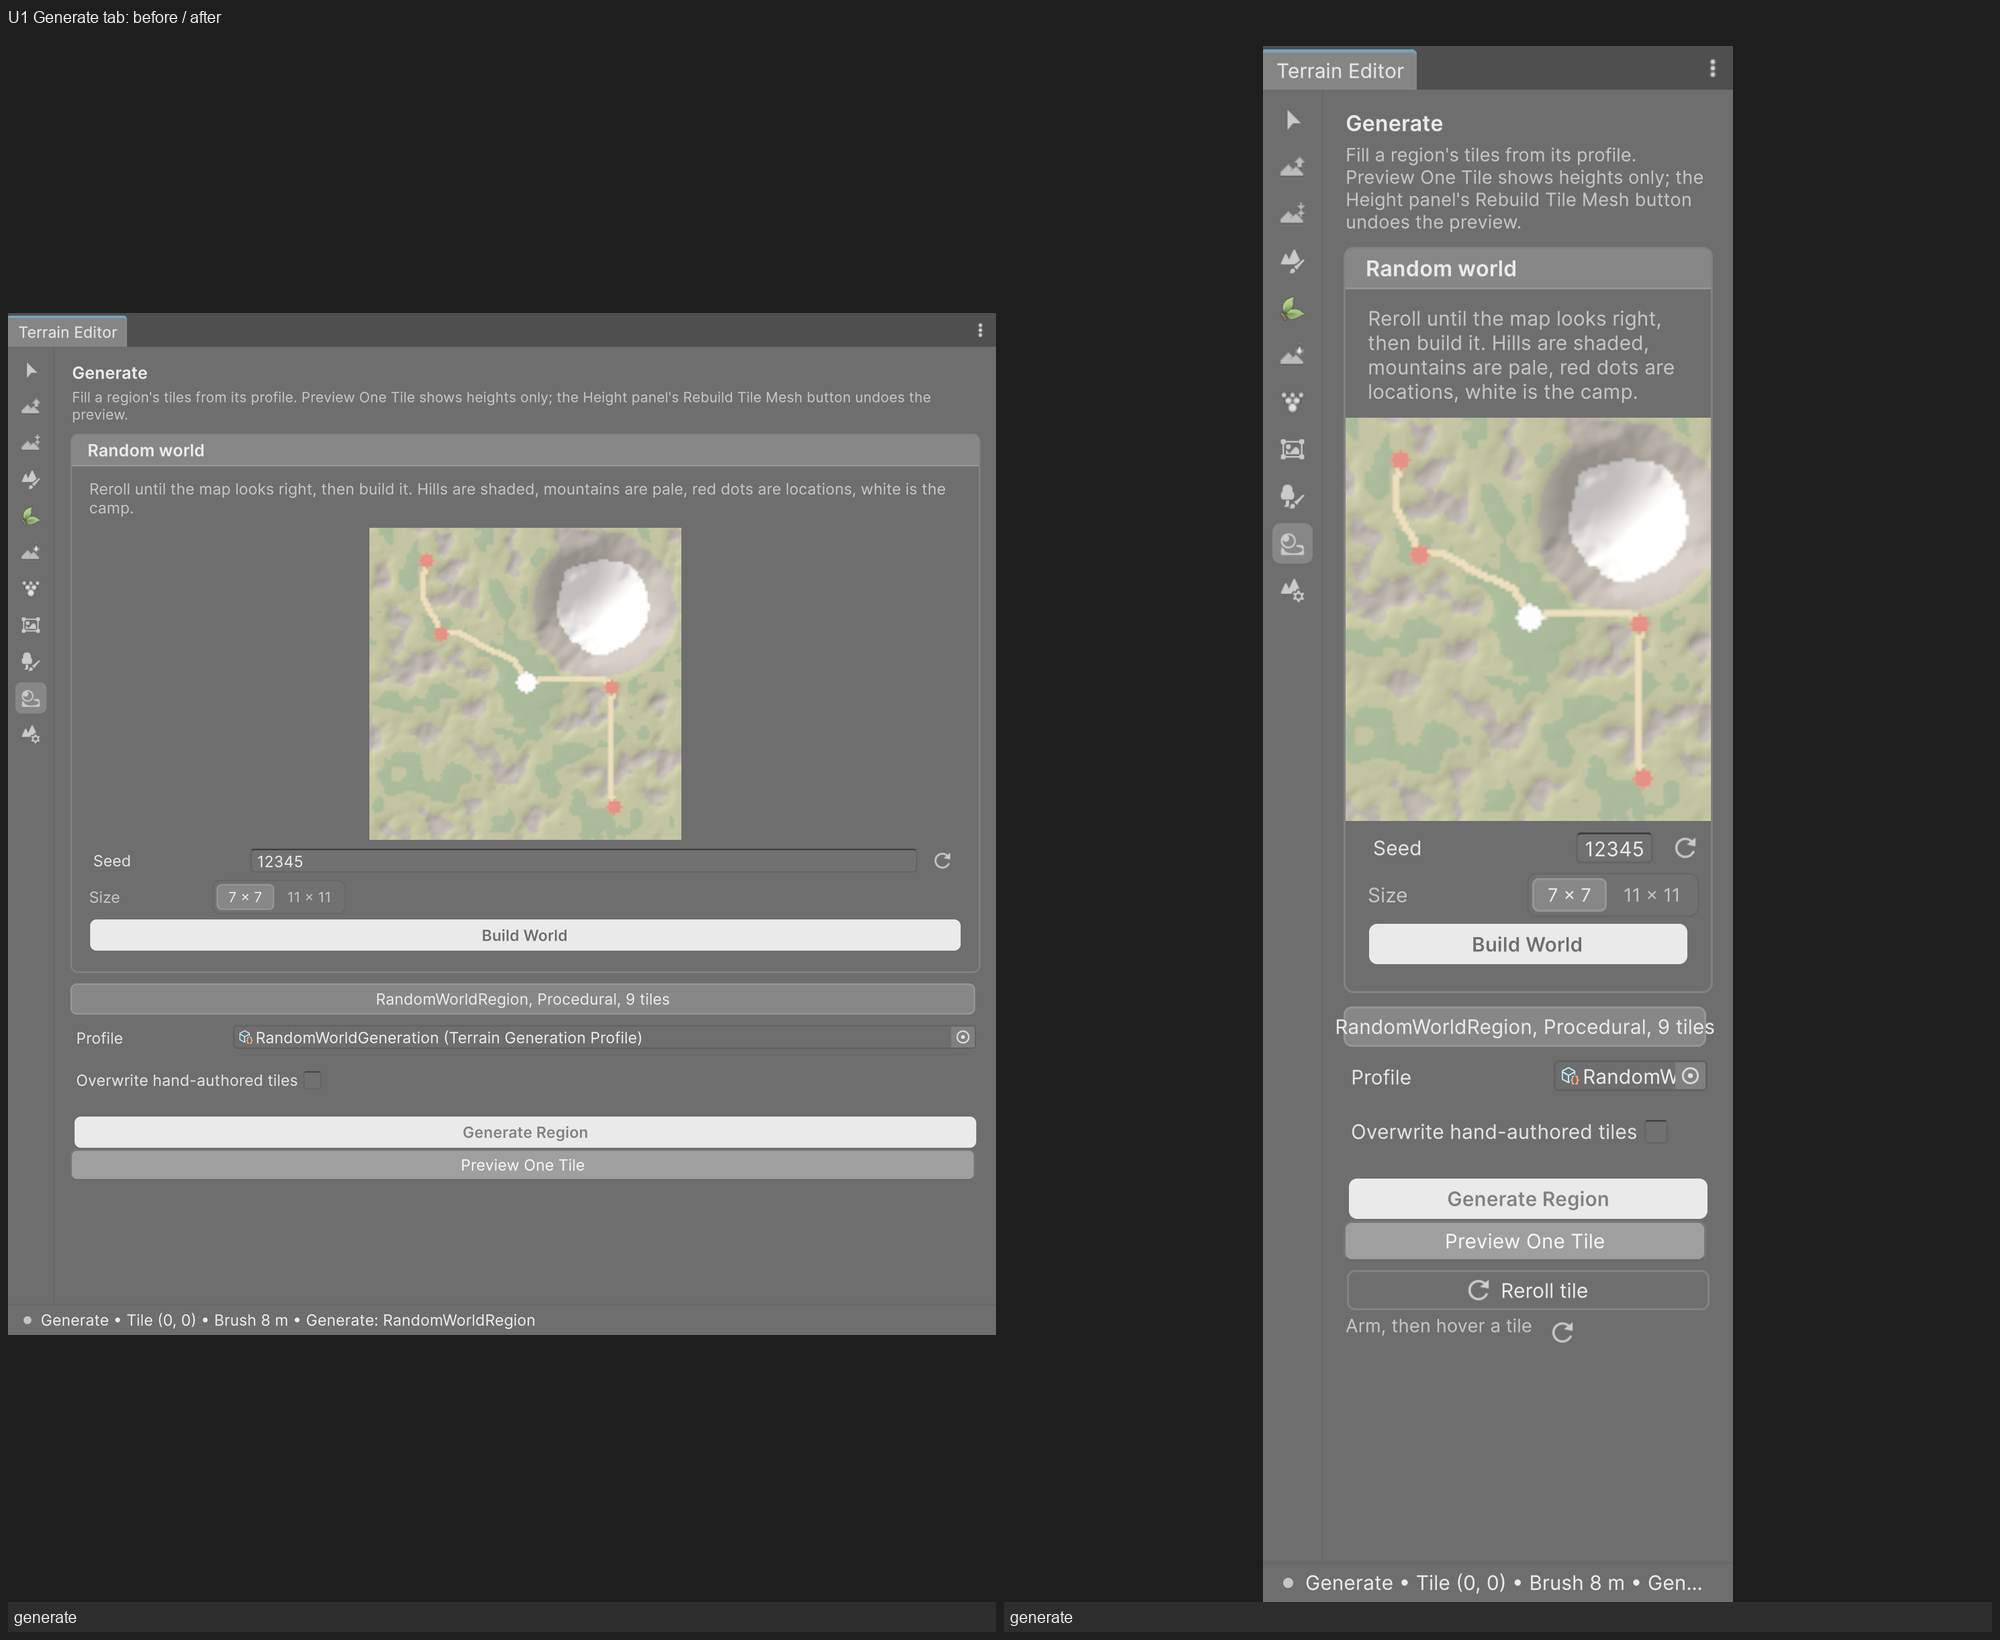 U1 Generate tab: before / after
Terrain Editor
Generate
Fill a region's tiles from its profile. Preview One Tile shows heights only; the Height panel's Rebuild Tile Mesh button undoes the
preview.
Random world
Reroll until the map looks right, then build it. Hills are shaded, mountains are pale, red dots are locations, white is the
camp.
Seed
12345
Size
7 × 7
11 × 11
Build World
RandomWorldRegion, Procedural, 9 tiles
Profile
RandomWorldGeneration (Terrain Generation Profile)
Overwrite hand-authored tiles
Generate Region
Preview One Tile
Generate • Tile (0, 0) • Brush 8 m • Generate: RandomWorldRegion
generate
Terrain Editor
Generate
Fill a region's tiles from its profile.
Preview One Tile shows heights only; the
Height panel's Rebuild Tile Mesh button
undoes the preview.
Random world
Reroll until the map looks right,
then build it. Hills are shaded,
mountains are pale, red dots are
locations, white is the camp.
Seed
12345
Size
7 × 7
11 × 11
Build World
RandomWorldRegion, Procedural, 9 tiles
Profile
RandomW
Overwrite hand-authored tiles
Generate Region
Preview One Tile
Reroll tile
Arm, then hover a tile
Generate • Tile (0, 0) • Brush 8 m • Gen...
generate